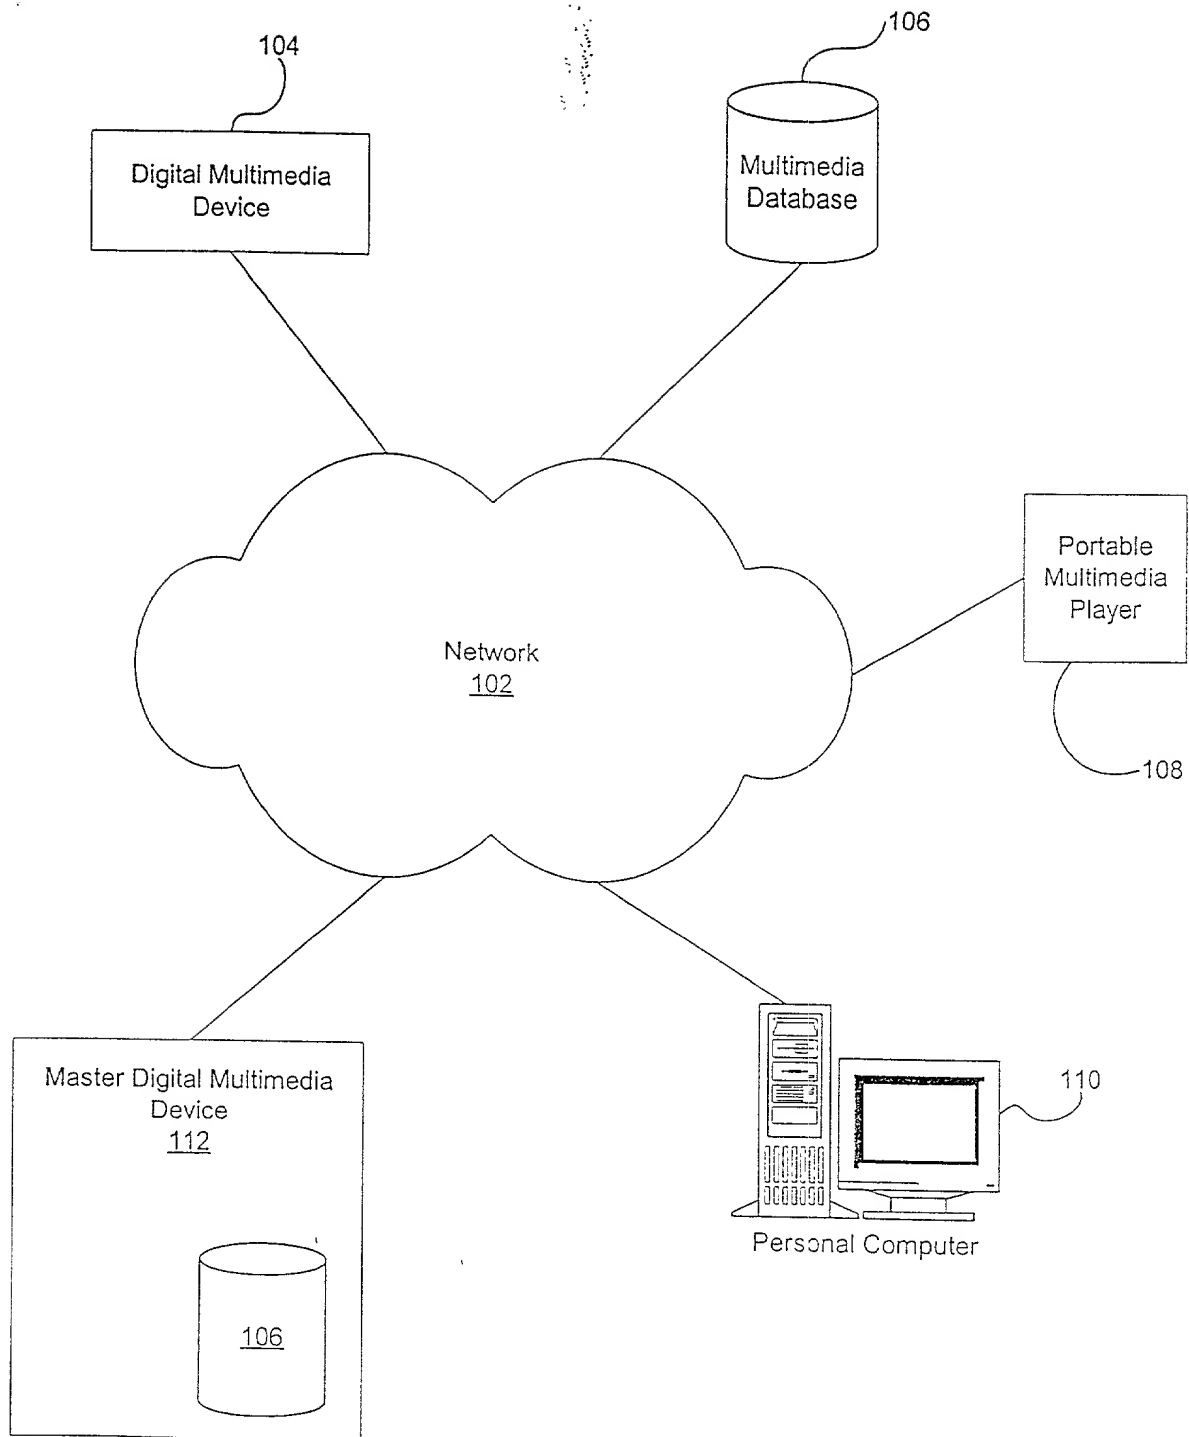 104
106
Digital Multimedia
Device
Multimedia
Database
Portable
Multimedia
Player
Network
102
108
Master Digital Multimedia
Device
112
110
Personal Computer
106